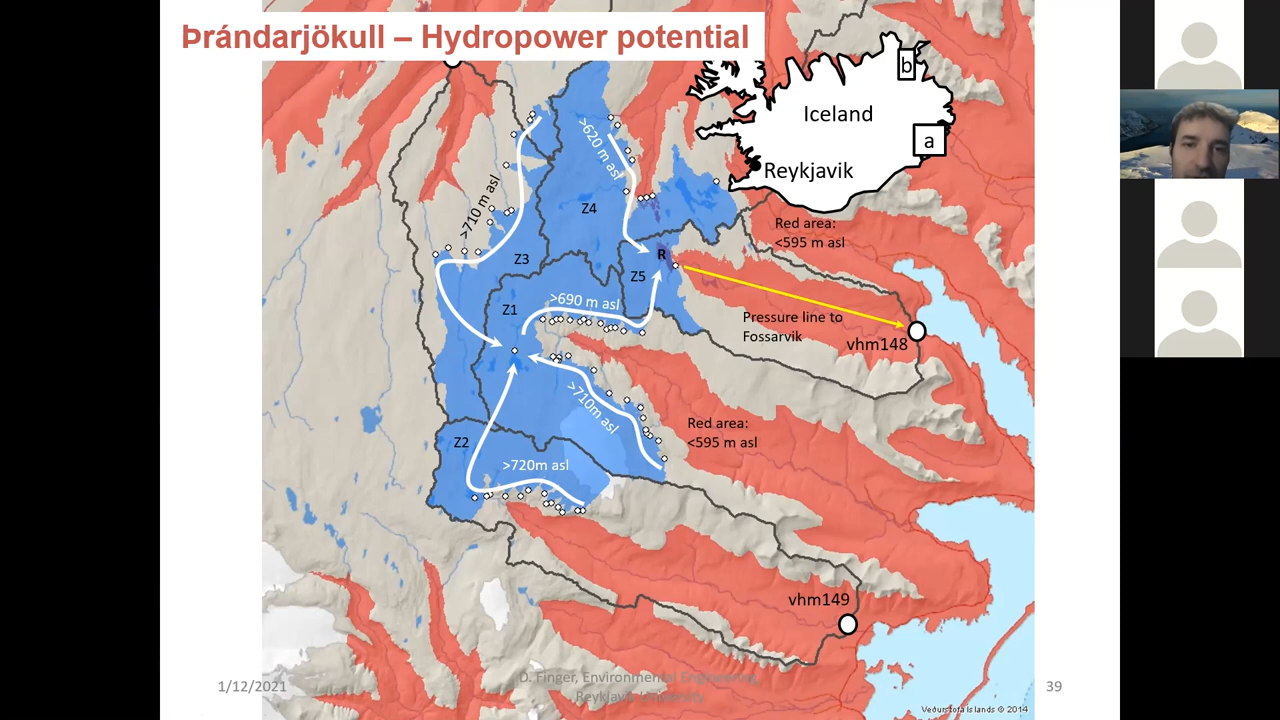 Þrándarjökull – Hydropower potential
b
Iceland
a
Reykjavik
>620 m asl
>710 m asl
Z4
Red area:
<595 m asl
Z3
R
Z5
>690 m asl
Z1
Pressure line to
Fossarvik
vhm148
>710m asl
Red area:
<595 m asl
Z2
>720m asl
vhm149
1/12/2021
D. Finger, Environmental Engineering,
Reykjavik University
39
Veðurstofa Íslands © 2014